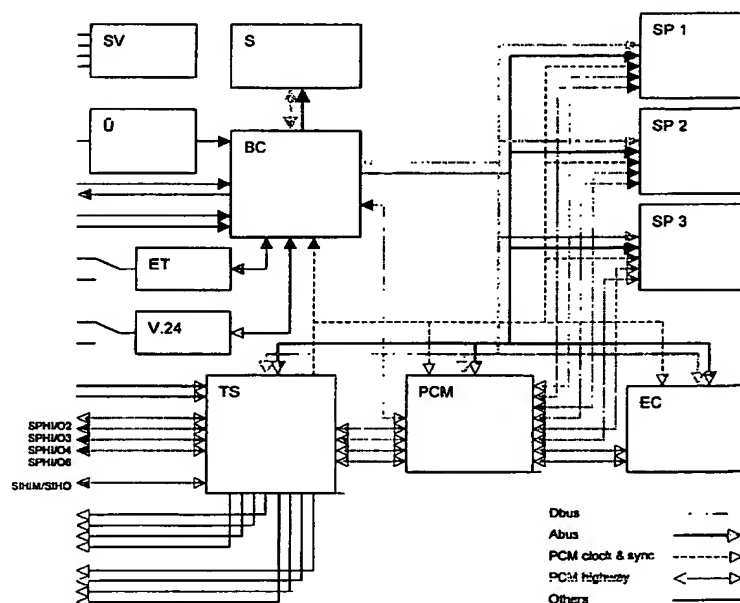 SV
S
SP 1
Ü
BC
SP 2
SP 3
ET
V.24
TS
PCM
EC
SPHI/O2
SPHI/O3
SPHI/O4
SPHI/O6
SIHIM/SIHO
Dbus
Abus
PCM clock & sync
PCM highway
Others